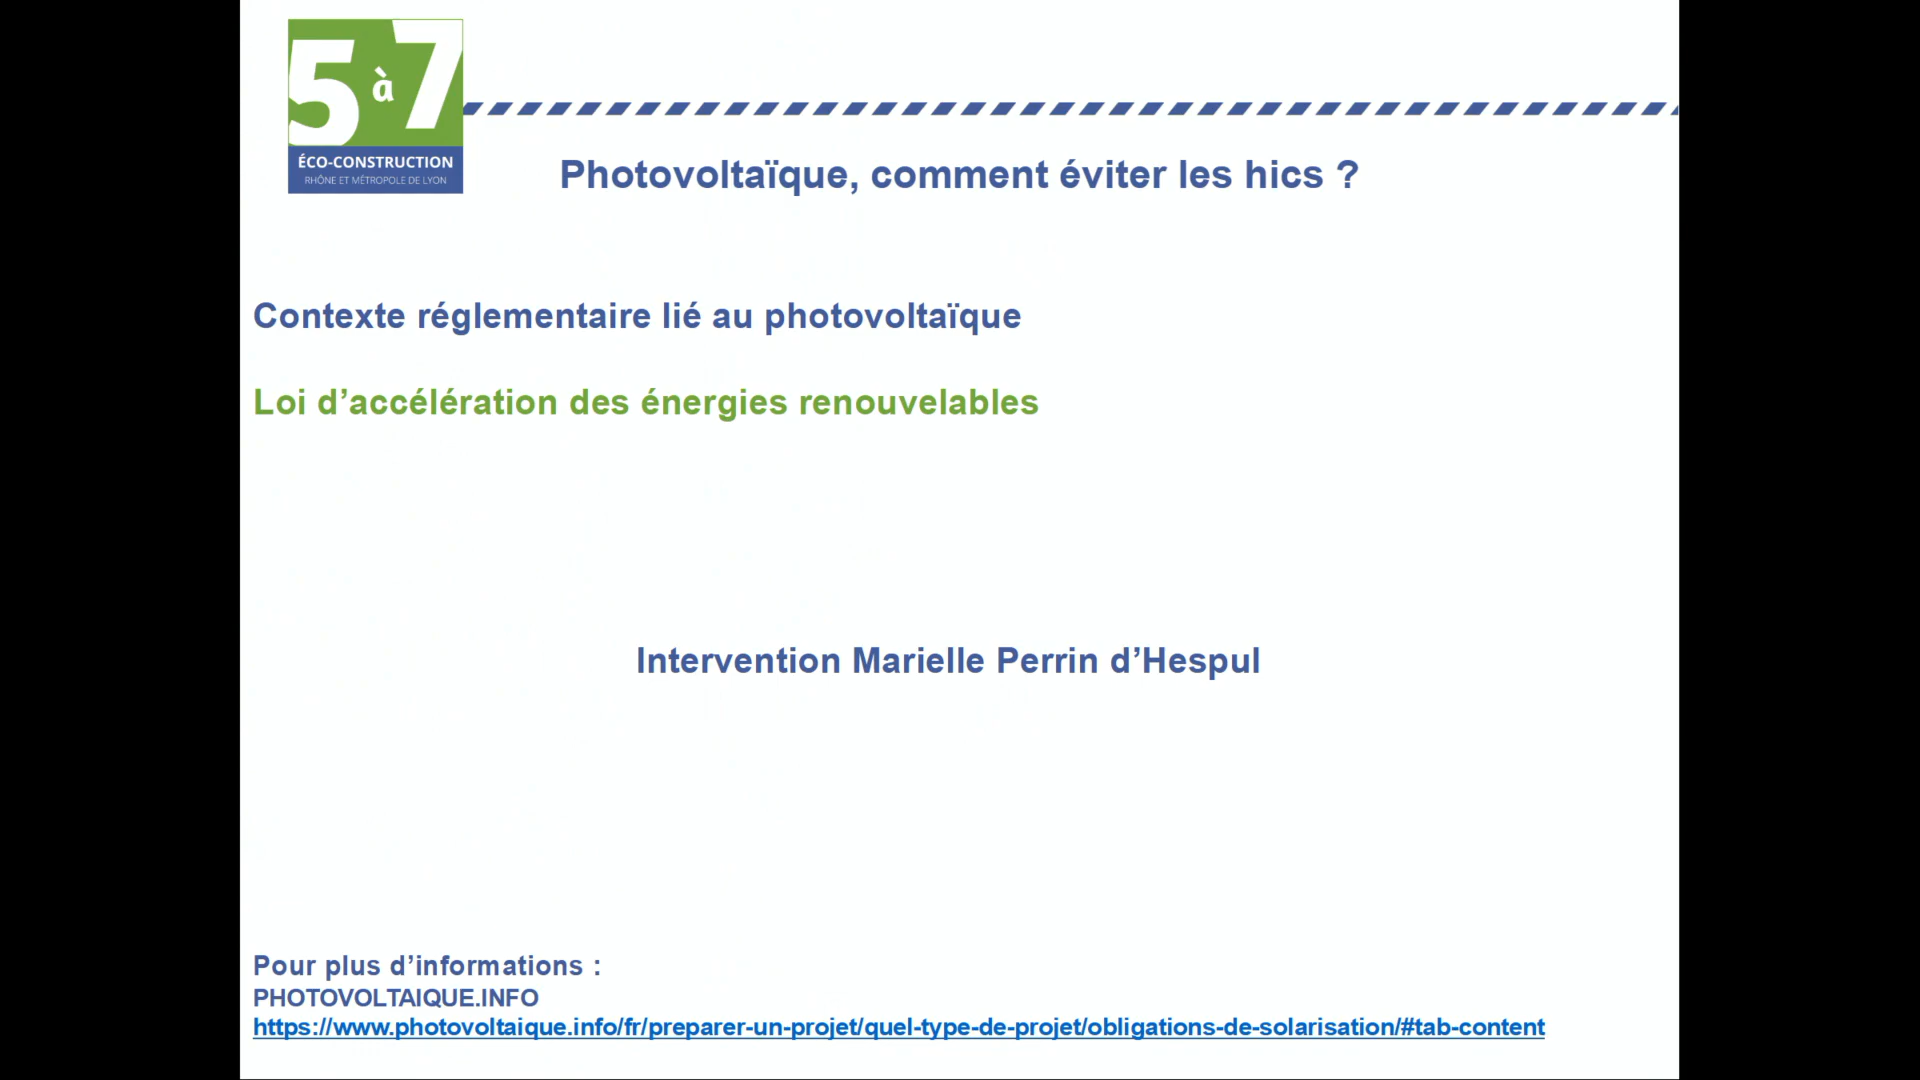 5 à 7
ÉCO-CONSTRUCTION
RHÔNE ET MÉTROPOLE DE LYON
Photovoltaïque, comment éviter les hics ?
Contexte réglementaire lié au photovoltaïque
Loi d’accélération des énergies renouvelables
Intervention Marielle Perrin d’Hespul
Pour plus d’informations :
PHOTOVOLTAIQUE.INFO
https://www.photovoltaique.info/fr/preparer-un-projet/quel-type-de-projet/obligations-de-solarisation/#tab-content